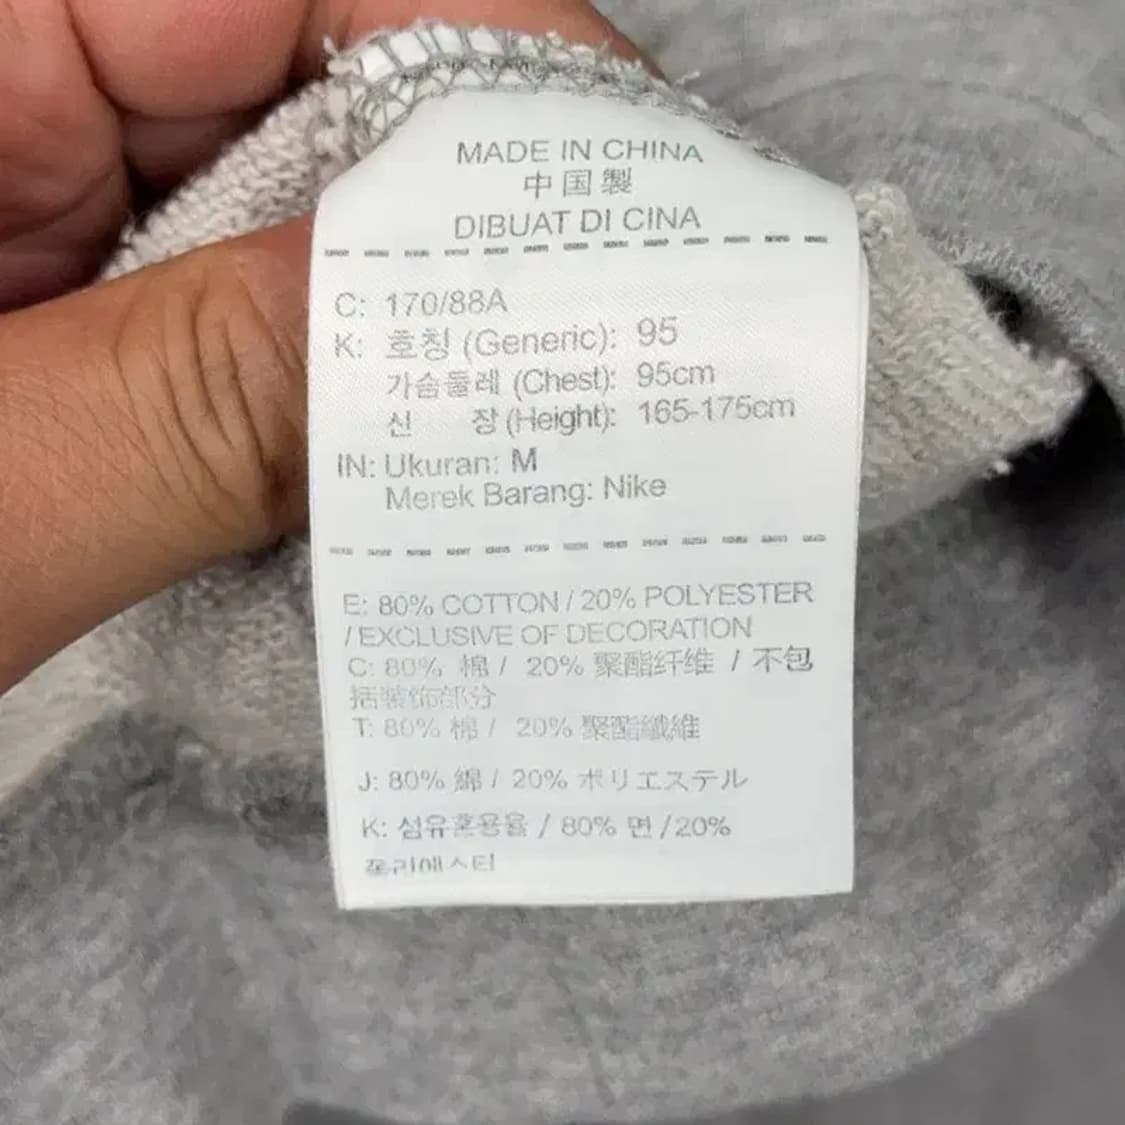 MADE IN CHINA
中国製
DIBUAT DI CINA
C: 170/88A
K: 호칭 (Generic): 95
가슴둘레 (Chest): 95cm
신 장 (Height): 165-175cm
IN: Ukuran: M
Merek Barang: Nike
E: 80% COTTON / 20% POLYESTER
/ EXCLUSIVE OF DECORATION
C: 80% 棉 / 20% 聚酯纤维 / 不包
括装饰部分
T: 80% 棉 / 20% 聚酯纖維
J: 80% 綿 / 20% ポリエステル
K: 섬유혼용율 / 80% 면 /20%
폴리에스터